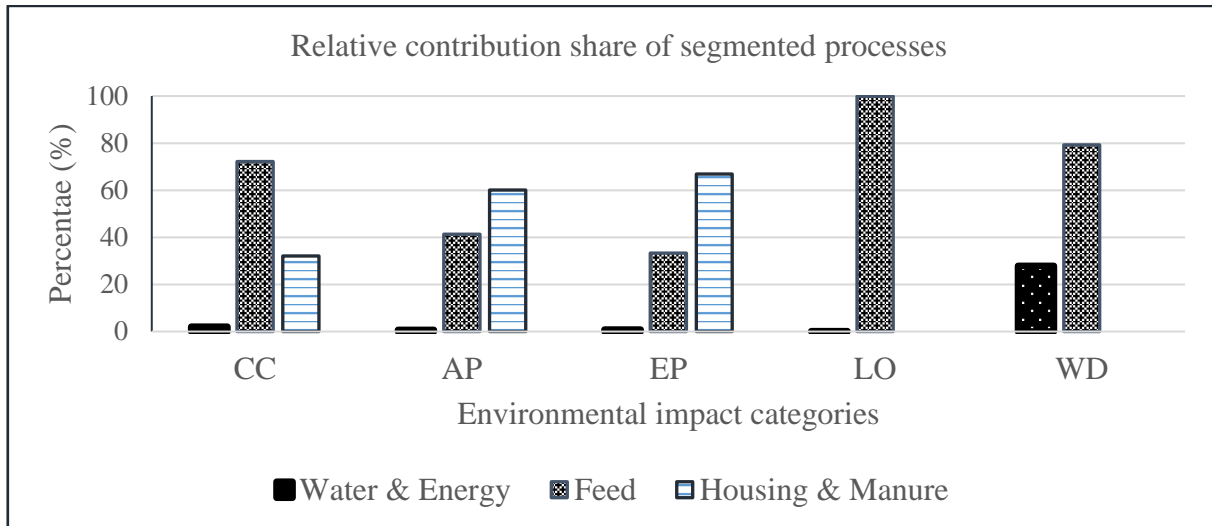 Relative contribution share of segmented processes
Percentae (%)
100
80
60
40
20
0
CC AP EP LO WD
Environmental impact categories
Water & Energy Feed Housing & Manure